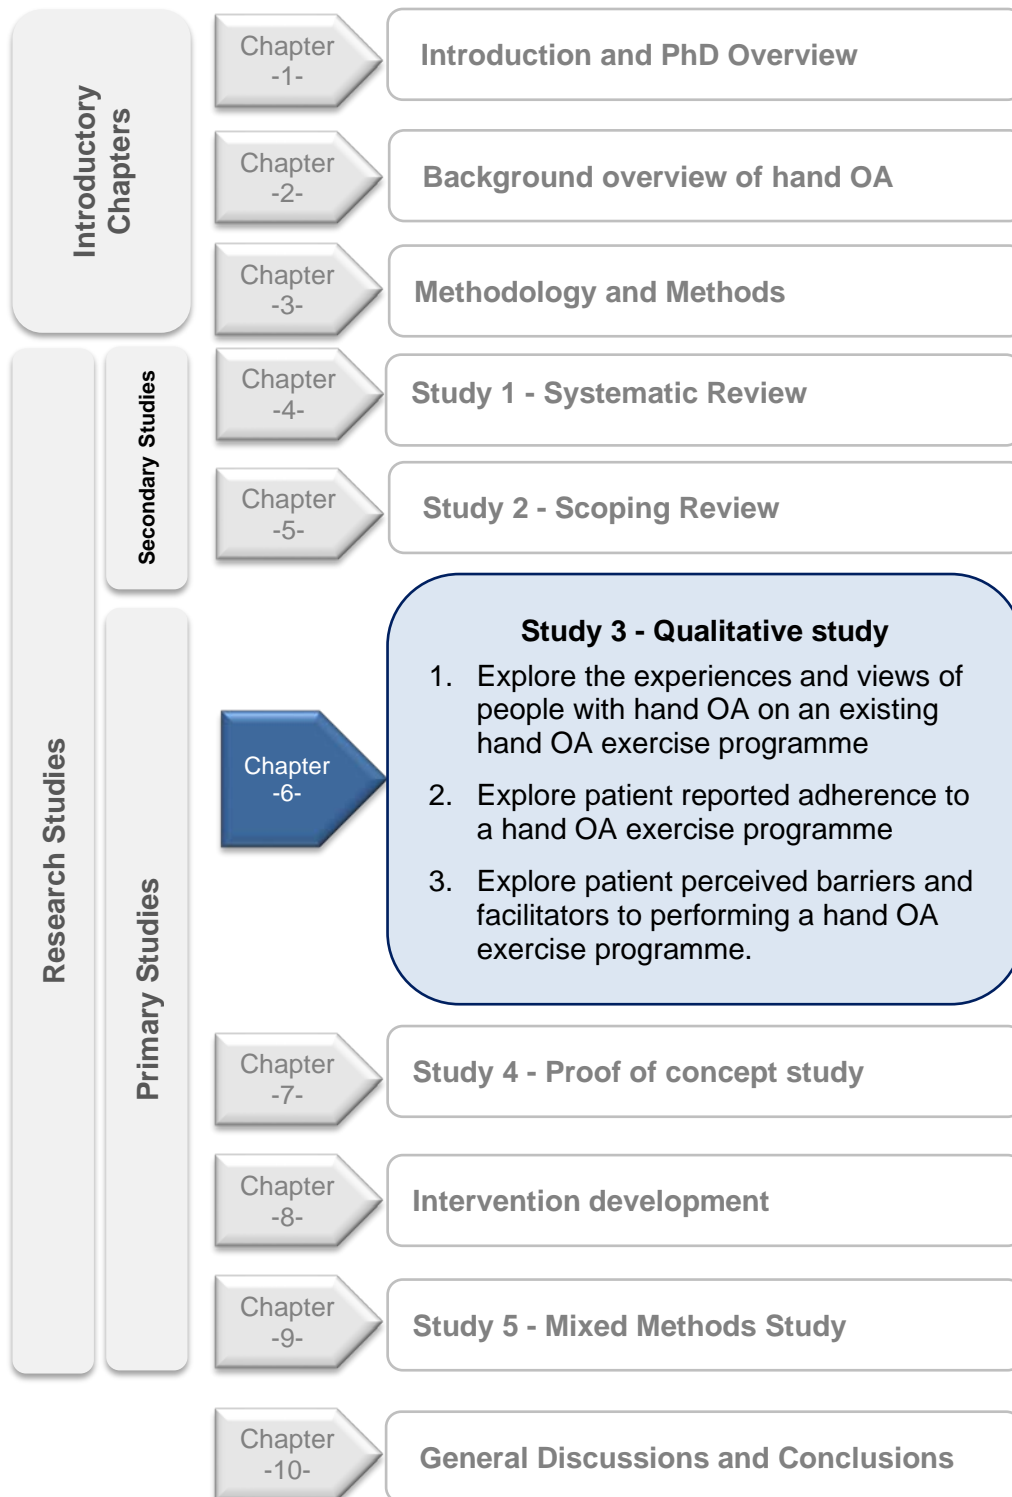 Introductory
Chapters
Chapter
-1-
Introduction and PhD Overview
Chapter
-2-
Background overview of hand OA
Chapter
-3-
Methodology and Methods
Research Studies
Secondary Studies
Chapter
-4-
Study 1 - Systematic Review
Chapter
-5-
Study 2 - Scoping Review
Primary Studies
Chapter
-6-
Study 3 - Qualitative study
1. Explore the experiences and views of
people with hand OA on an existing
hand OA exercise programme
2. Explore patient reported adherence to
a hand OA exercise programme
3. Explore patient perceived barriers and
facilitators to performing a hand OA
exercise programme.
Chapter
-7-
Study 4 - Proof of concept study
Chapter
-8-
Intervention development
Chapter
-9-
Study 5 - Mixed Methods Study
Chapter
-10-
General Discussions and Conclusions